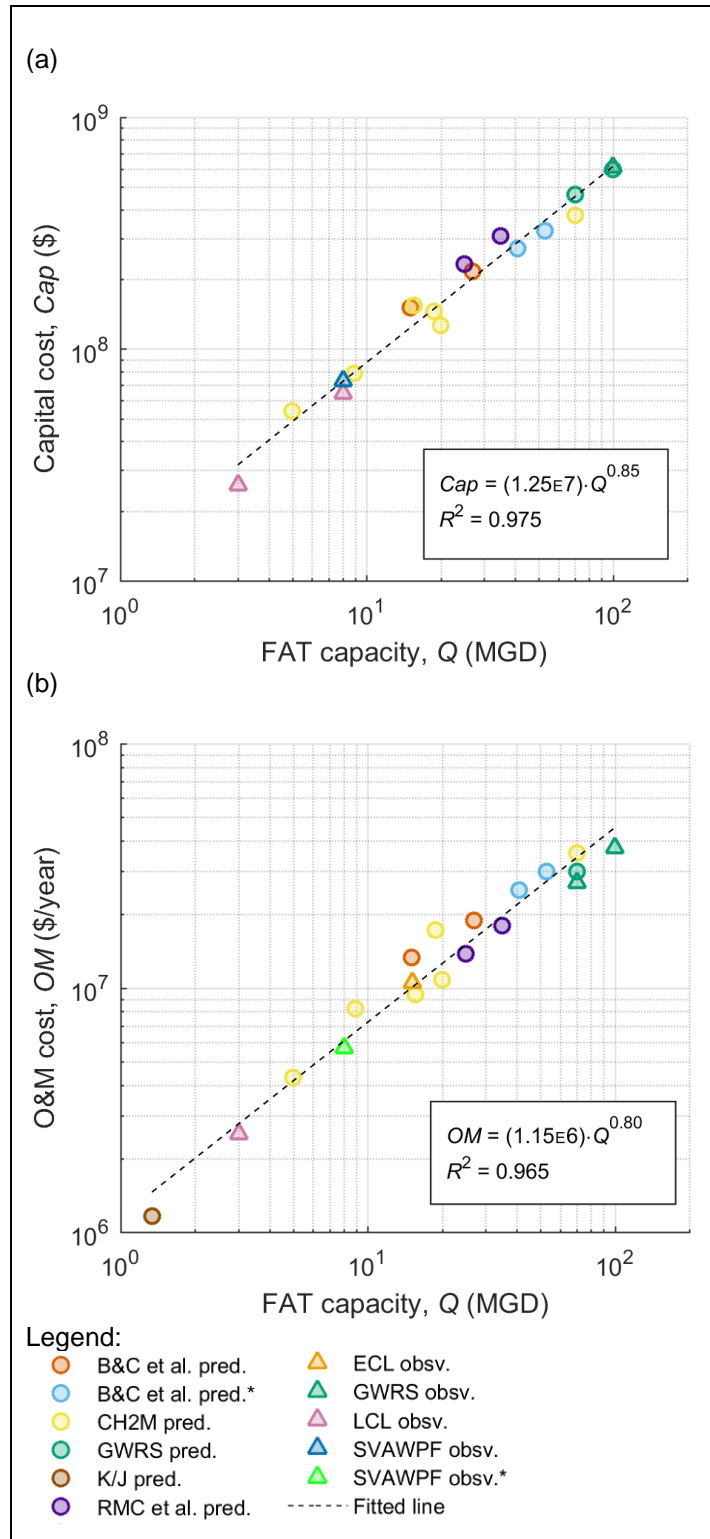 (a)
10^9
10^8
10^7
Capital cost, Cap ($)
Cap = (1.25E7)·Q^0.85
R^2 = 0.975
10^0 10^1 10^2
FAT capacity, Q (MGD)
(b)
10^8
10^7
10^6
O&M cost, OM ($/year)
OM = (1.15E6)·Q^0.80
R^2 = 0.965
10^0 10^1 10^2
FAT capacity, Q (MGD)
Legend:
B&C et al. pred.
B&C et al. pred.*
CH2M pred.
GWRS pred.
K/J pred.
RMC et al. pred.
ECL obsv.
GWRS obsv.
LCL obsv.
SVAWPF obsv.
SVAWPF obsv.*
Fitted line